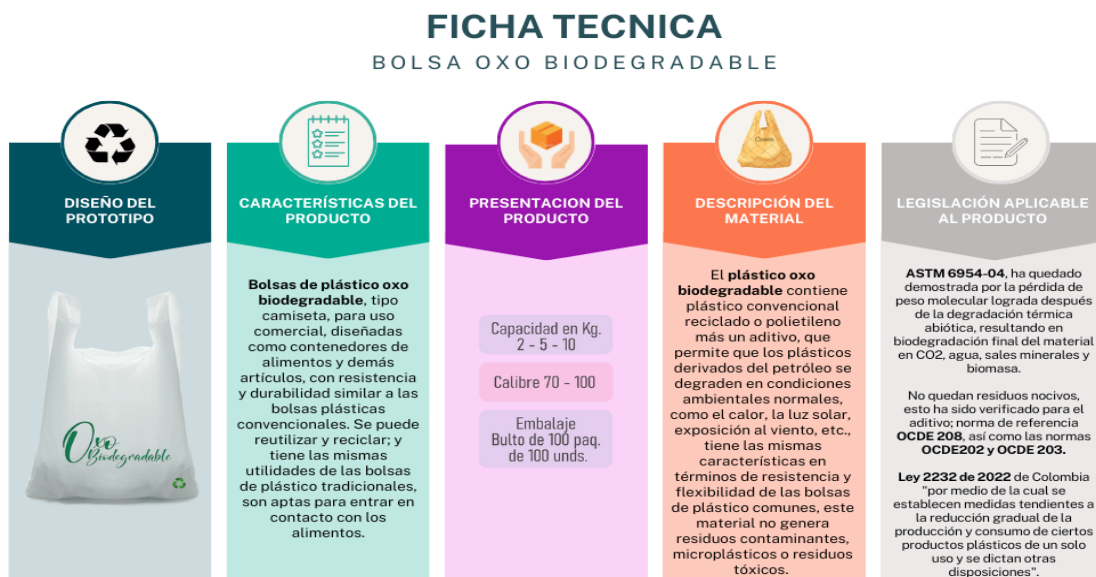 FICHA TECNICA
BOLSA OXO BIODEGRADABLE
DISEÑO DEL
PROTOTIPO
Oxo
Biodegradable
CARACTERÍSTICAS DEL
PRODUCTO
Bolsas de plástico oxo
biodegradable, tipo
camiseta, para uso
comercial, diseñadas
como contenedores de
alimentos y demás
artículos, con resistencia
y durabilidad similar a las
bolsas plásticas
convencionales. Se puede
reutilizar y reciclar; y
tiene las mismas
utilidades de las bolsas
de plástico tradicionales,
son aptas para entrar en
contacto con los
alimentos.
PRESENTACION DEL
PRODUCTO
Capacidad en Kg.
2 - 5 - 10
Calibre 70 - 100
Embalaje
Bulto de 100 paq.
de 100 unds.
DESCRIPCIÓN DEL
MATERIAL
El plástico oxo
biodegradable contiene
plástico convencional
reciclado o polietileno
más un aditivo, que
permite que los plásticos
derivados del petróleo se
degraden en condiciones
ambientales normales,
como el calor, la luz solar,
exposición al viento, etc.,
tiene las mismas
características en
términos de resistencia y
flexibilidad de las bolsas
de plástico comunes, este
material no genera
residuos contaminantes,
microplásticos o residuos
tóxicos.
LEGISLACIÓN APLICABLE
AL PRODUCTO
ASTM 6954-04, ha quedado
demostrada por la pérdida de
peso molecular lograda después
de la degradación térmica
abiótica, resultando en
biodegradación final del material
en CO2, agua, sales minerales y
biomasa.
No quedan residuos nocivos,
esto ha sido verificado para el
aditivo; norma de referencia
OCDE 208, así como las normas
OCDE202 y OCDE 203.
Ley 2232 de 2022 de Colombia
"por medio de la cual se
establecen medidas tendientes a
la reducción gradual de la
producción y consumo de ciertos
productos plásticos de un solo
uso y se dictan otras
disposiciones".